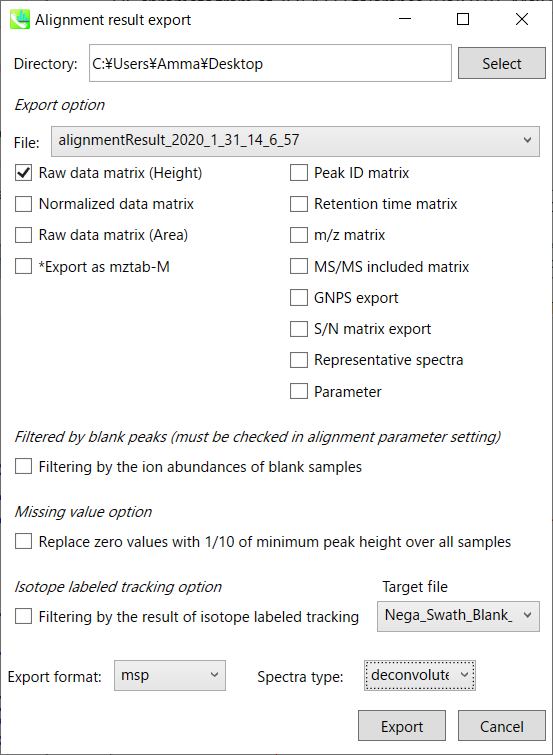 Alignment result export
Directory: C:¥Users¥Amma¥Desktop Select
Export option
File: alignmentResult_2020_1_31_14_6_57
Raw data matrix (Height) Peak ID matrix
Normalized data matrix Retention time matrix
Raw data matrix (Area) m/z matrix
*Export as mztab-M MS/MS included matrix
GNPS export
S/N matrix export
Representative spectra
Parameter
Filtered by blank peaks (must be checked in alignment parameter setting)
Filtering by the ion abundances of blank samples
Missing value option
Replace zero values with 1/10 of minimum peak height over all samples
Isotope labeled tracking option Target file
Filtering by the result of isotope labeled tracking Nega_Swath_Blank_
Export format: msp Spectra type: deconvolute
Export Cancel